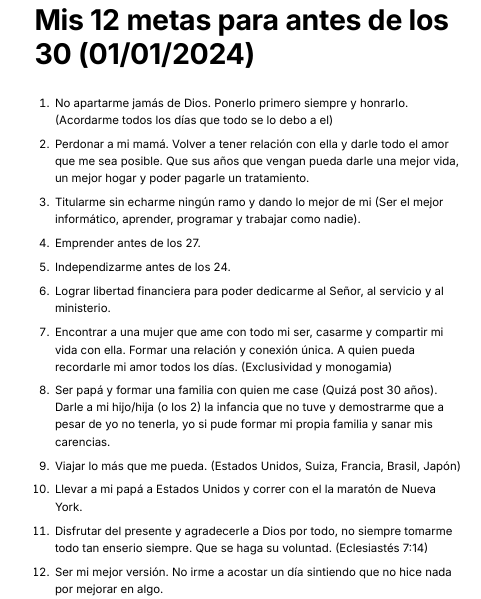 Mis 12 metas para antes de los
30 (01/01/2024)
1. No apartarme jamás de Dios. Ponerlo primero siempre y honrarlo.
(Acordarme todos los días que todo se lo debo a el)
2. Perdonar a mi mamá. Volver a tener relación con ella y darle todo el amor
que me sea posible. Que sus años que vengan pueda darle una mejor vida,
un mejor hogar y poder pagarle un tratamiento.
3. Titularme sin echarme ningún ramo y dando lo mejor de mi (Ser el mejor
informático, aprender, programar y trabajar como nadie).
4. Emprender antes de los 27.
5. Independizarme antes de los 24.
6. Lograr libertad financiera para poder dedicarme al Señor, al servicio y al
ministerio.
7. Encontrar a una mujer que ame con todo mi ser, casarme y compartir mi
vida con ella. Formar una relación y conexión única. A quien pueda
recordarle mi amor todos los días. (Exclusividad y monogamia)
8. Ser papá y formar una familia con quien me case (Quizá post 30 años).
Darle a mi hijo/hija (o los 2) la infancia que no tuve y demostrarme que a
pesar de yo no tenerla, yo si pude formar mi propia familia y sanar mis
carencias.
9. Viajar lo más que me pueda. (Estados Unidos, Suiza, Francia, Brasil, Japón)
10. Llevar a mi papá a Estados Unidos y correr con el la maratón de Nueva
York.
11. Disfrutar del presente y agradecerle a Dios por todo, no siempre tomarme
todo tan enserio siempre. Que se haga su voluntad. (Eclesiastés 7:14)
12. Ser mi mejor versión. No irme a acostar un día sintiendo que no hice nada
por mejorar en algo.